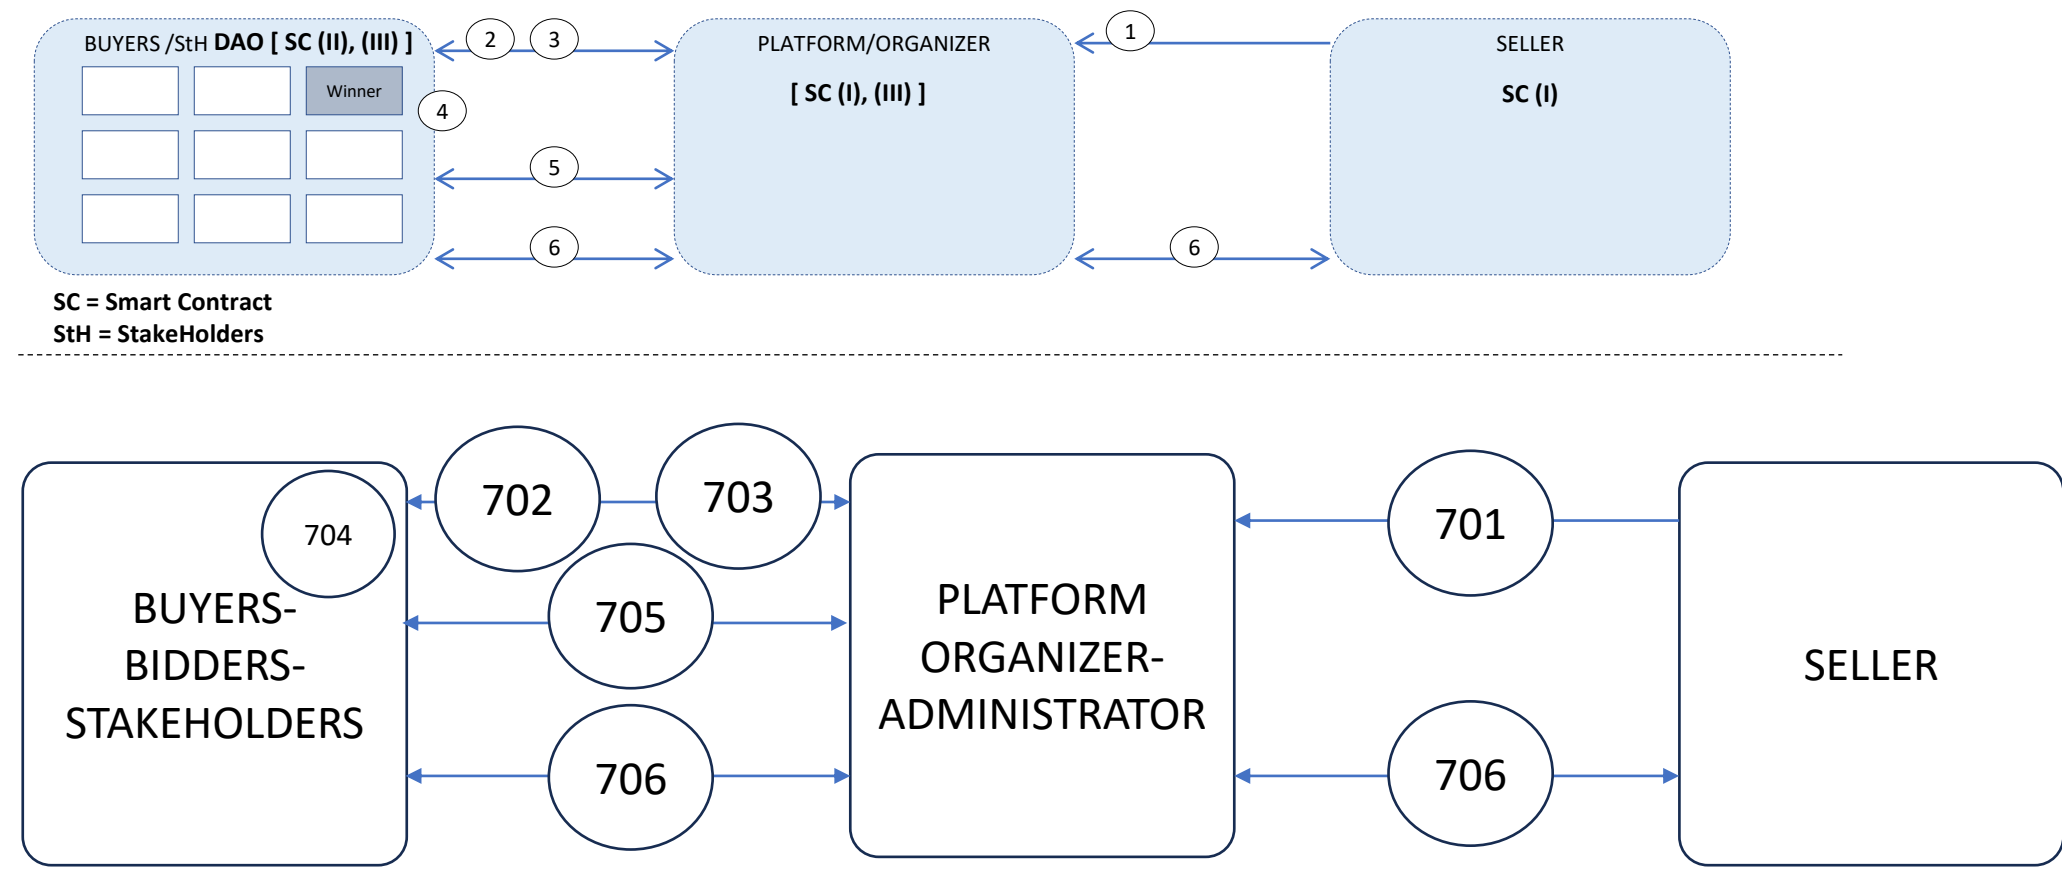 BUYERS /StH DAO [ SC (II), (III) ]
2
3
PLATFORM/ORGANIZER
1
SELLER
Winner
4
[ SC (I), (III) ]
SC (I)
5
6
6
SC = Smart Contract
StH = StakeHolders
702
703
701
704
705
BUYERS-
BIDDERS-
STAKEHOLDERS
PLATFORM
ORGANIZER-
ADMINISTRATOR
SELLER
706
706